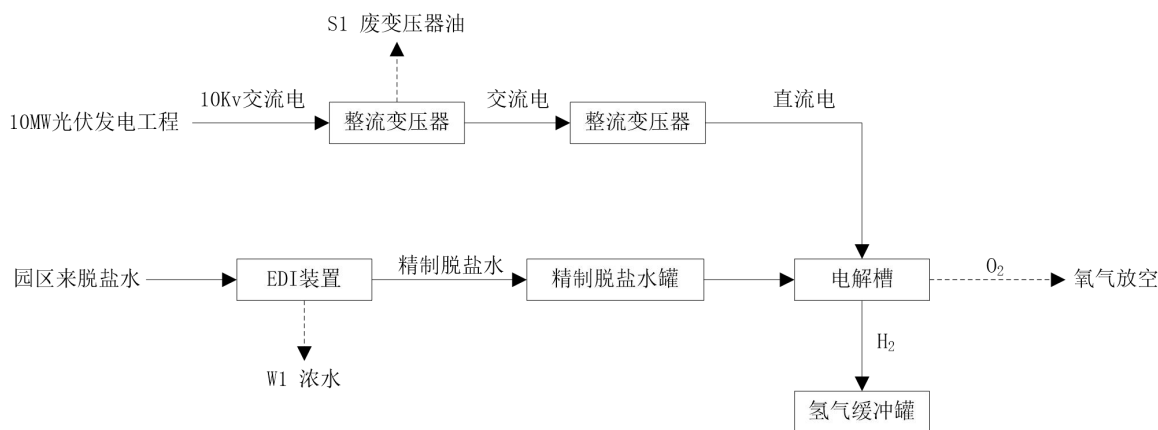 S1 废变压器油
10Kv交流电
交流电
直流电
10MW光伏发电工程
整流变压器
整流变压器
园区来脱盐水
EDI装置
精制脱盐水
精制脱盐水罐
电解槽
O₂
氧气放空
W1 浓水
H₂
氢气缓冲罐